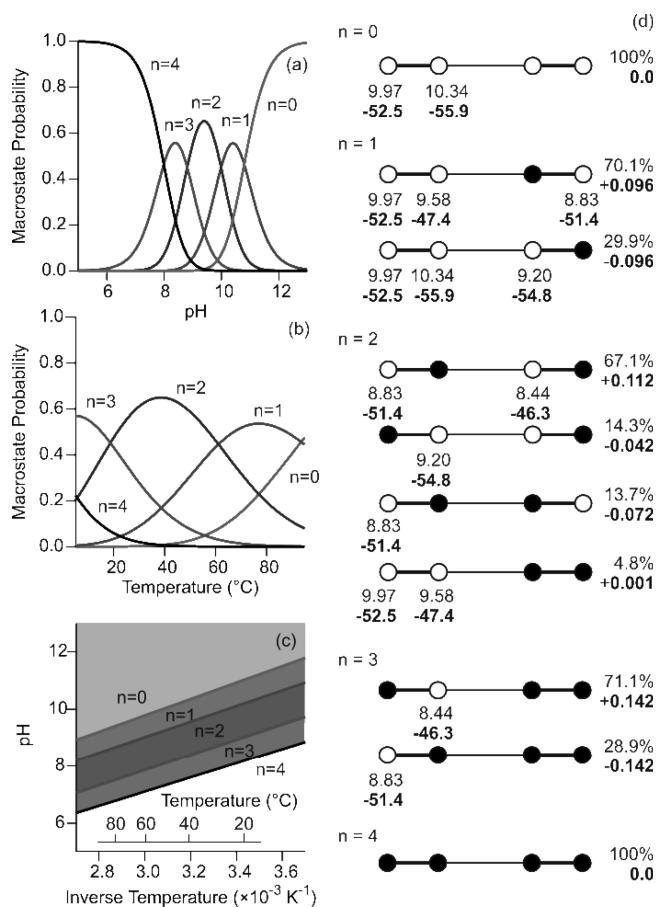 (a)
Macrostate Probability
1.0
0.8
0.6
0.4
0.2
0.0
n=4
n=3
n=2
n=1
n=0
6
8
10
12
pH
(b)
Macrostate Probability
1.0
0.8
0.6
0.4
0.2
0.0
n=3
n=2
n=1
n=0
n=4
20
40
60
80
Temperature (°C)
(c)
pH
12
10
8
6
n=0
n=1
n=2
n=3
n=4
Temperature (°C)
80 60 40 20
2.8
3.0
3.2
3.4
3.6
Inverse Temperature (×10⁻³ K⁻¹)
(d)
n = 0
100%
0.0
9.97 10.34
-52.5 -55.9
n = 1
70.1%
+0.096
9.97 9.58 8.83
-52.5 -47.4 -51.4
29.9%
-0.096
9.97 10.34 9.20
-52.5 -55.9 -54.8
n = 2
67.1%
+0.112
8.83 8.44
-51.4 -46.3
14.3%
-0.042
9.20
-54.8
13.7%
-0.072
8.83
-51.4
4.8%
+0.001
9.97 9.58
-52.5 -47.4
n = 3
71.1%
+0.142
8.44
-46.3
28.9%
-0.142
8.83
-51.4
n = 4
100%
0.0